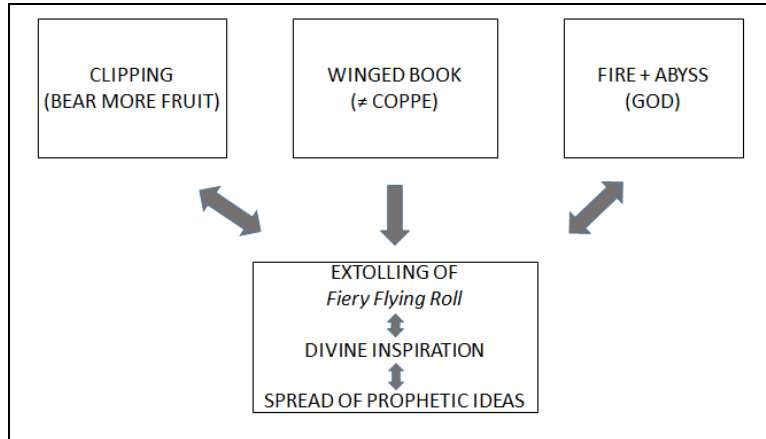 CLIPPING
(BEAR MORE FRUIT)
WINGED BOOK
(≠ COPPE)
FIRE + ABYSS
(GOD)
EXTOLLING OF
Fiery Flying Roll
DIVINE INSPIRATION
SPREAD OF PROPHETIC IDEAS